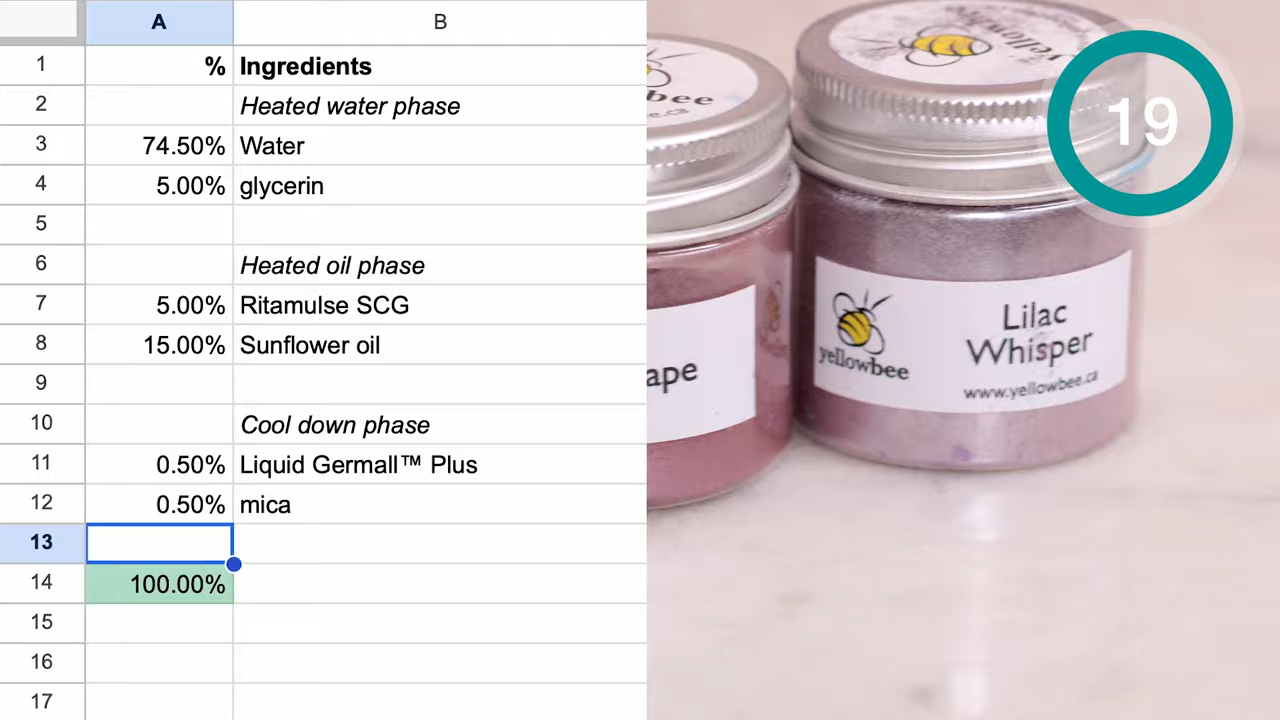 A B
1 % Ingredients
2 Heated water phase
3 74.50% Water
4 5.00% glycerin
5
6 Heated oil phase
7 5.00% Ritamulse SCG
8 15.00% Sunflower oil
9
10 Cool down phase
11 0.50% Liquid Germall™ Plus
12 0.50% mica
13
14 100.00%
15
16
17
19
yellowbee
bee
ape
yellowbee
Lilac
Whisper
www.yellowbee.ca